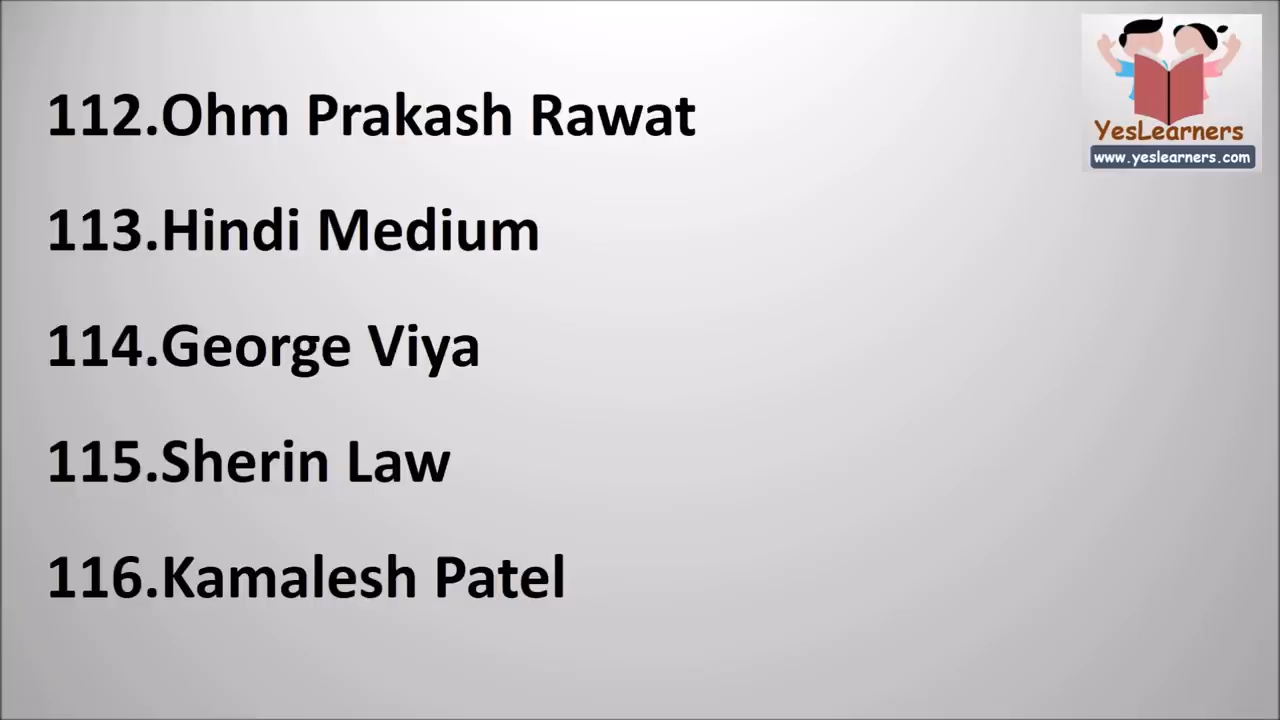 112.Ohm Prakash Rawat
113.Hindi Medium
114.George Viya
115.Sherin Law
116.Kamalesh Patel
YesLearners
www.yeslearners.com